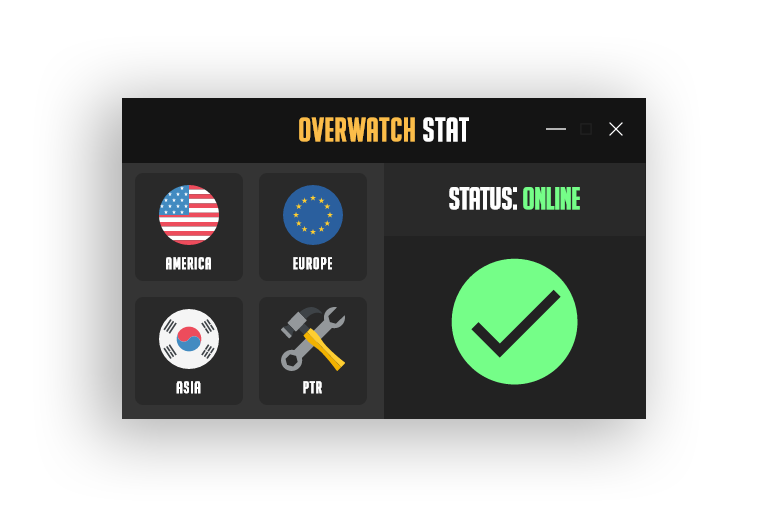 OVERWATCH STAT
AMERICA
EUROPE
ASIA
PTR
STATUS: ONLINE